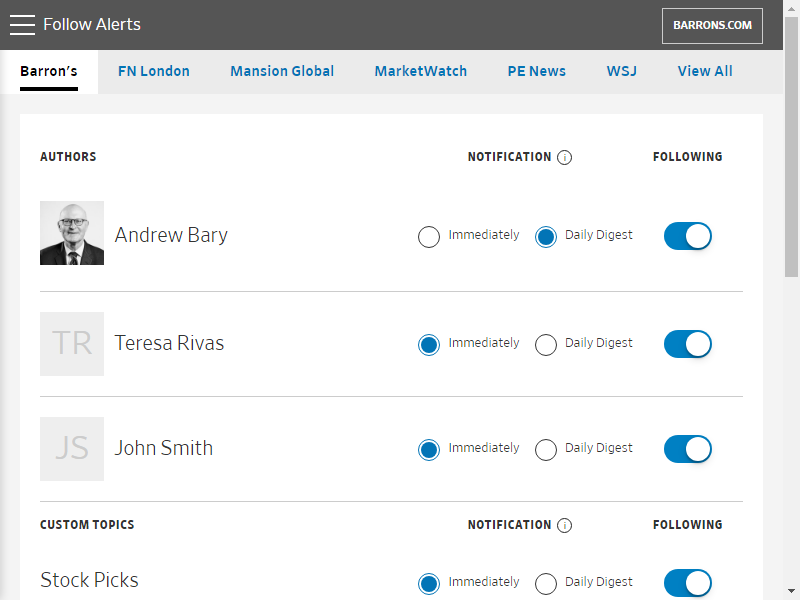 Follow Alerts
BARRONS.COM
Barron's
FN London
Mansion Global
MarketWatch
PE News
WSJ
View All
AUTHORS
NOTIFICATION
FOLLOWING
Andrew Bary
Immediately
Daily Digest
TR
Teresa Rivas
Immediately
Daily Digest
JS
John Smith
Immediately
Daily Digest
CUSTOM TOPICS
NOTIFICATION
FOLLOWING
Stock Picks
Immediately
Daily Digest